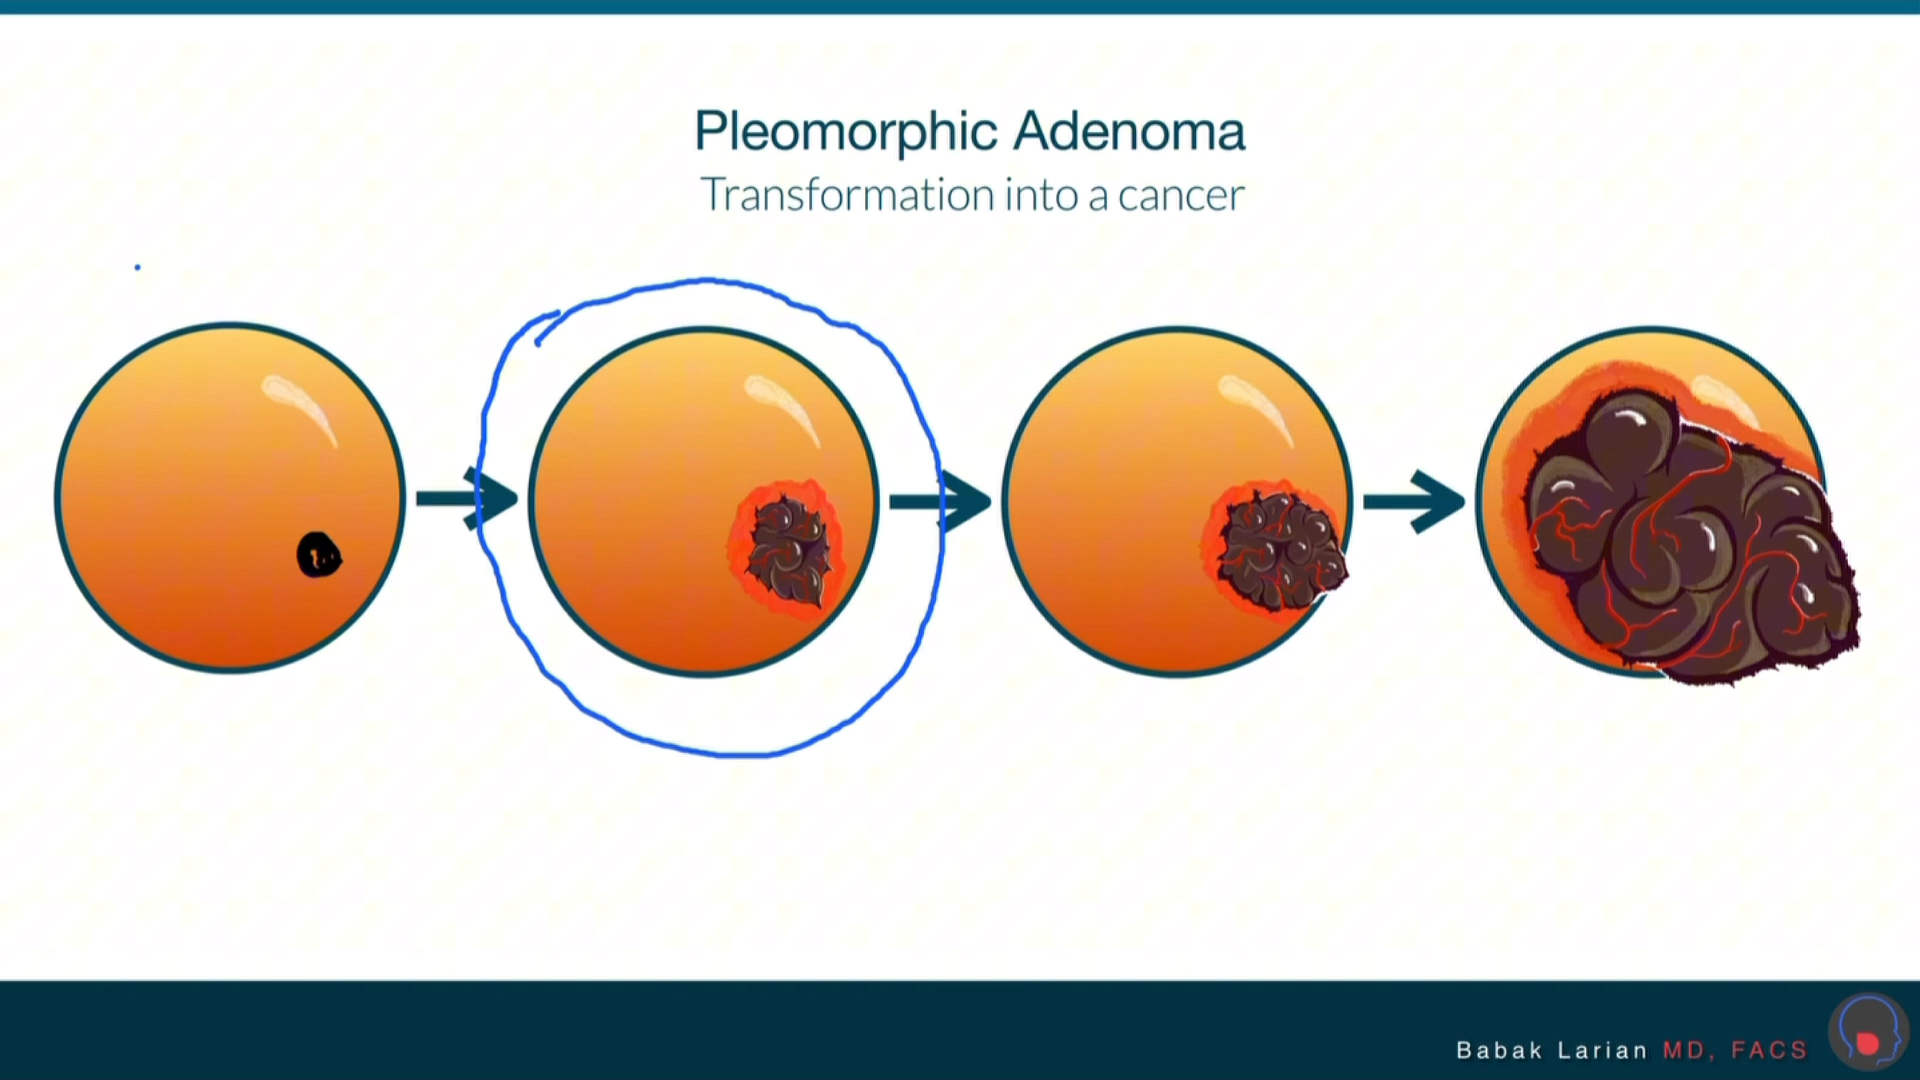 Pleomorphic Adenoma
Transformation into a cancer
Babak Larian MD, FACS